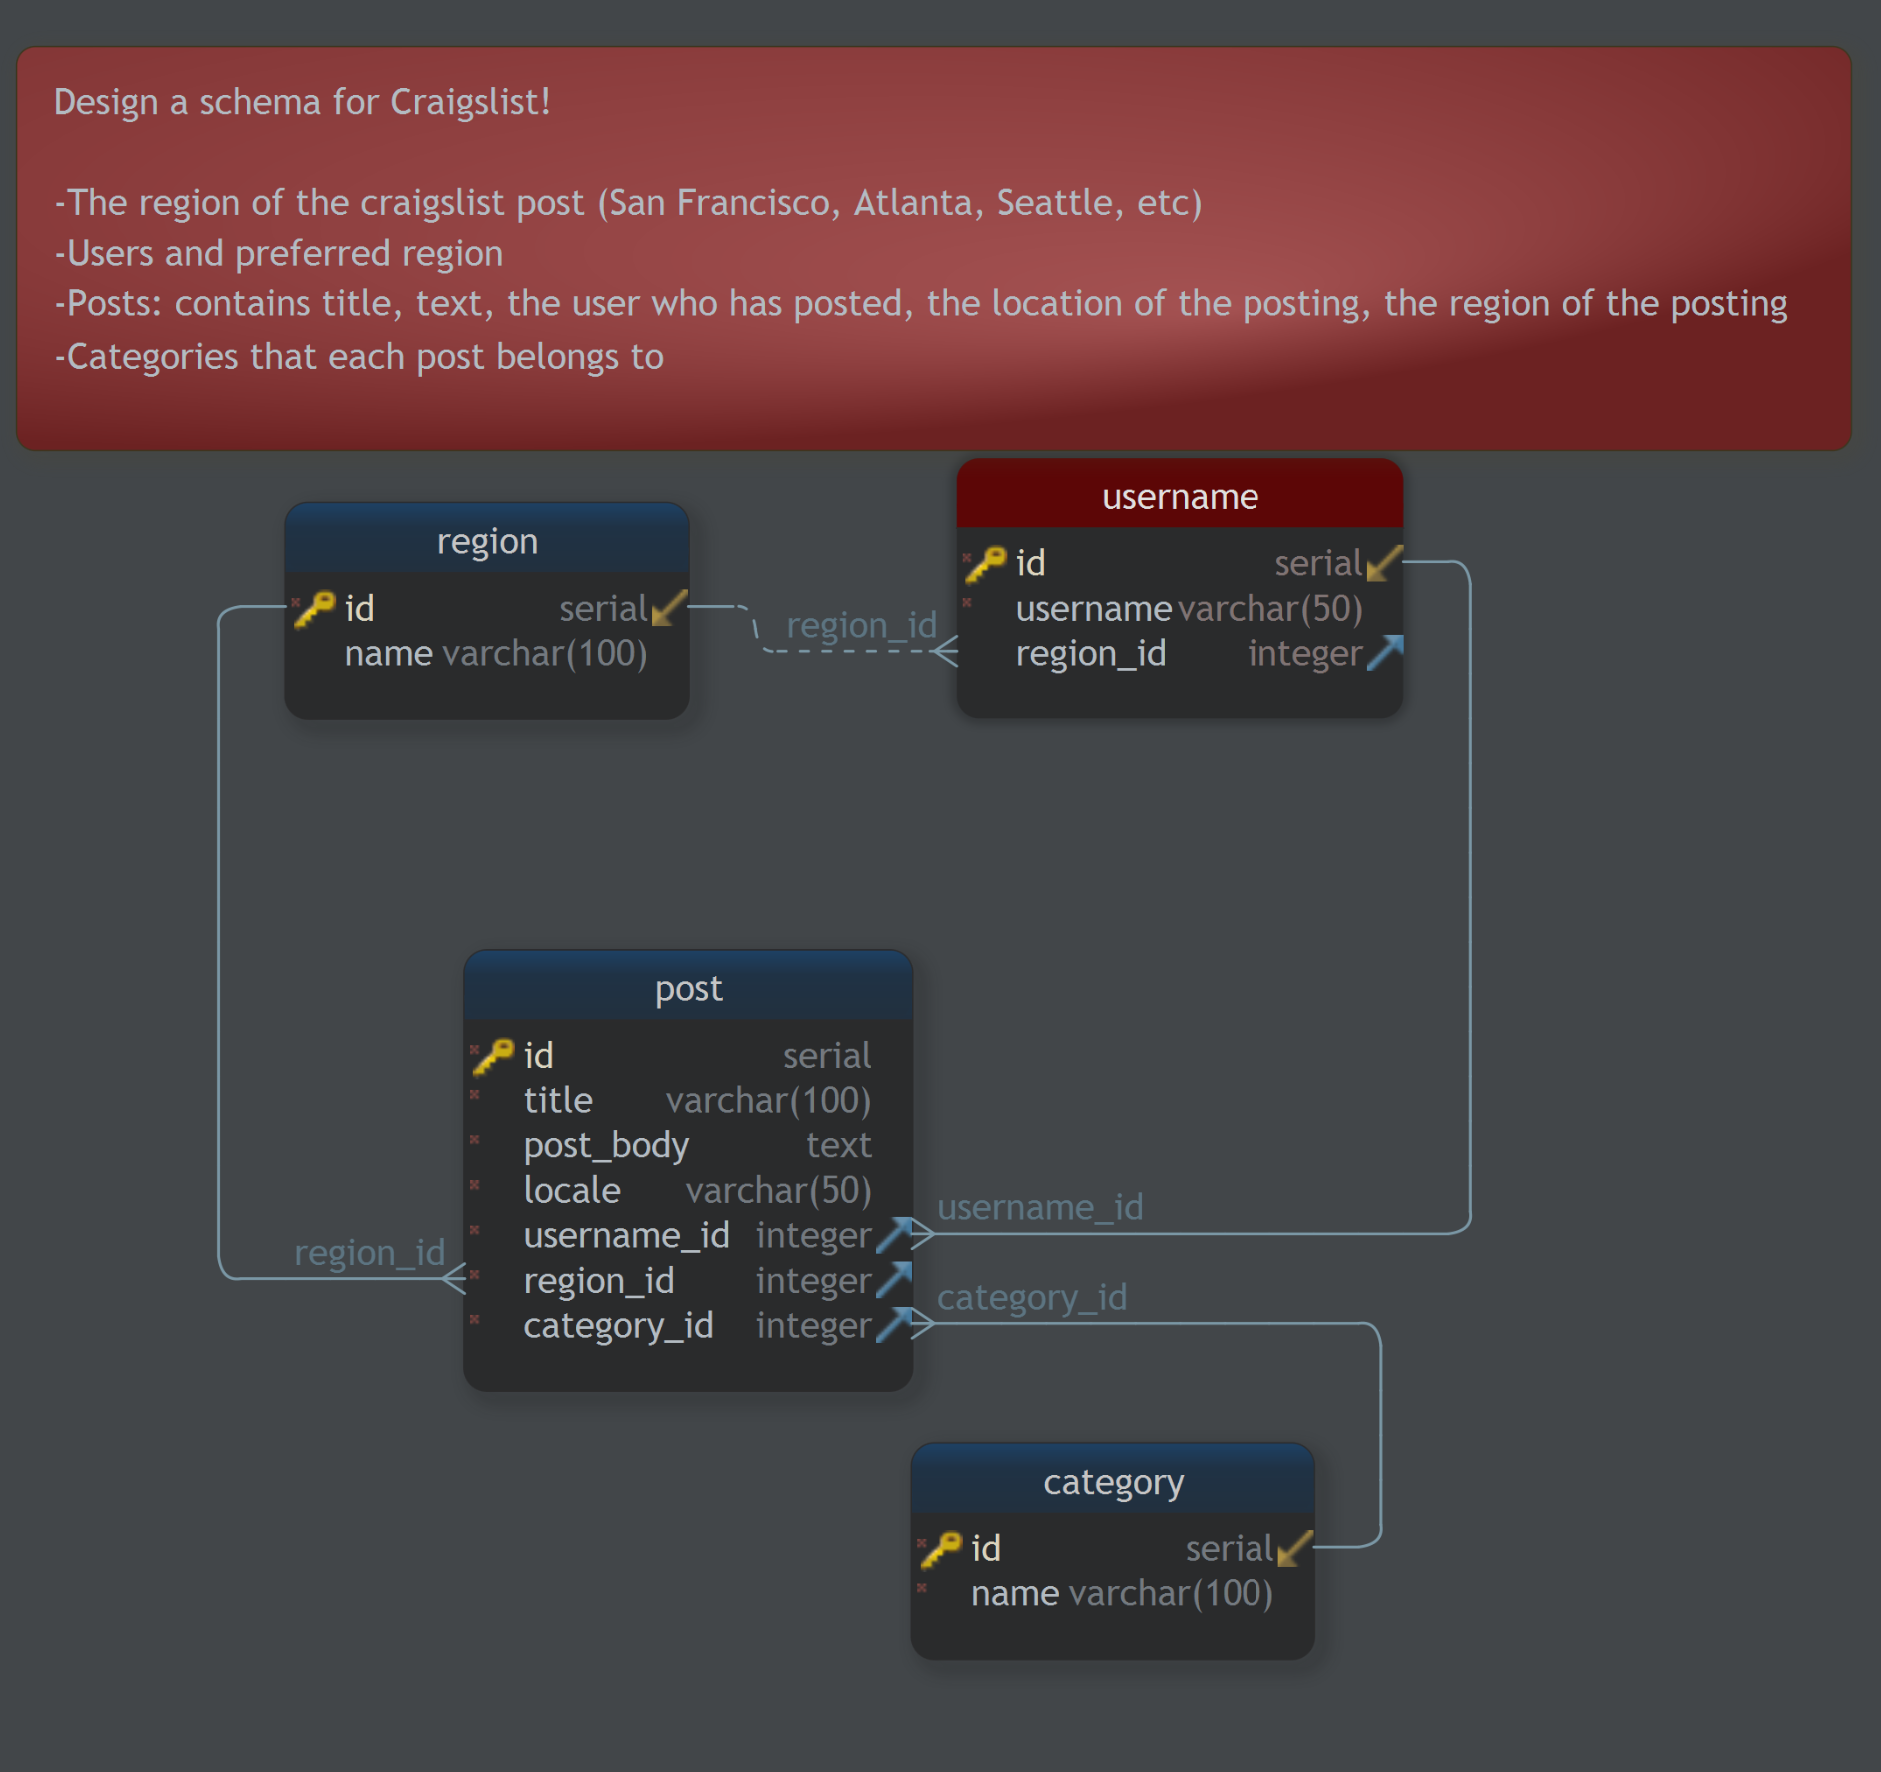 Design a schema for Craigslist!
-The region of the craigslist post (San Francisco, Atlanta, Seattle, etc)
-Users and preferred region
-Posts: contains title, text, the user who has posted, the location of the posting, the region of the posting
-Categories that each post belongs to
region
id serial
name varchar(100)
region_id
username
id serial
username varchar(50)
region_id integer
post
id serial
title varchar(100)
post_body text
locale varchar(50)
username_id integer
region_id integer
category_id integer
region_id
username_id
category_id
category
id serial
name varchar(100)